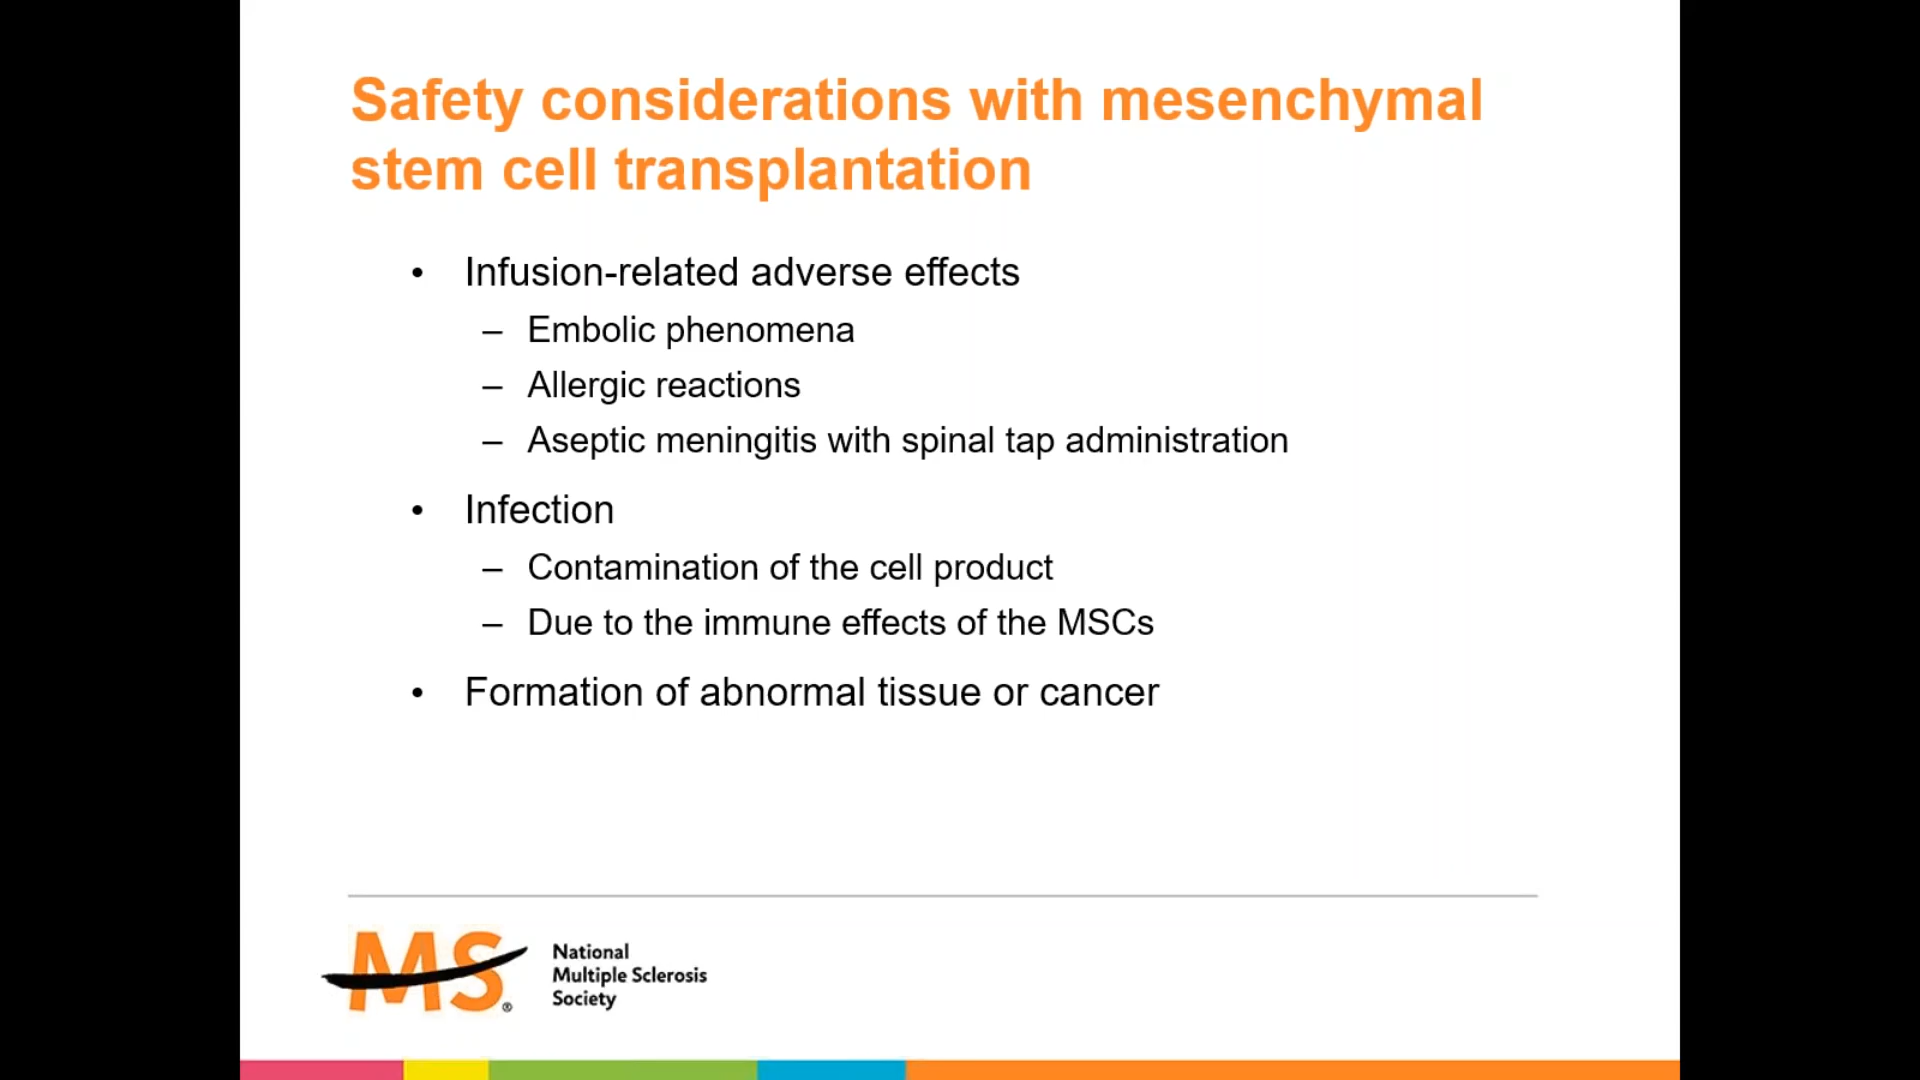 Safety considerations with mesenchymal
stem cell transplantation
• Infusion-related adverse effects
– Embolic phenomena
– Allergic reactions
– Aseptic meningitis with spinal tap administration
• Infection
– Contamination of the cell product
– Due to the immune effects of the MSCs
• Formation of abnormal tissue or cancer
MS®
National
Multiple Sclerosis
Society